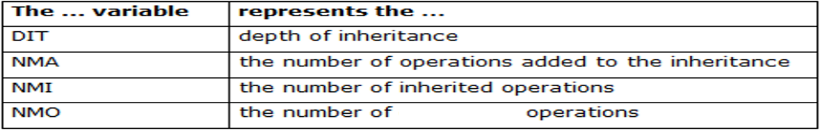 The ... variable represents the ...
DIT depth of inheritance
NMA the number of operations added to the inheritance
NMI the number of inherited operations
NMO the number of operations